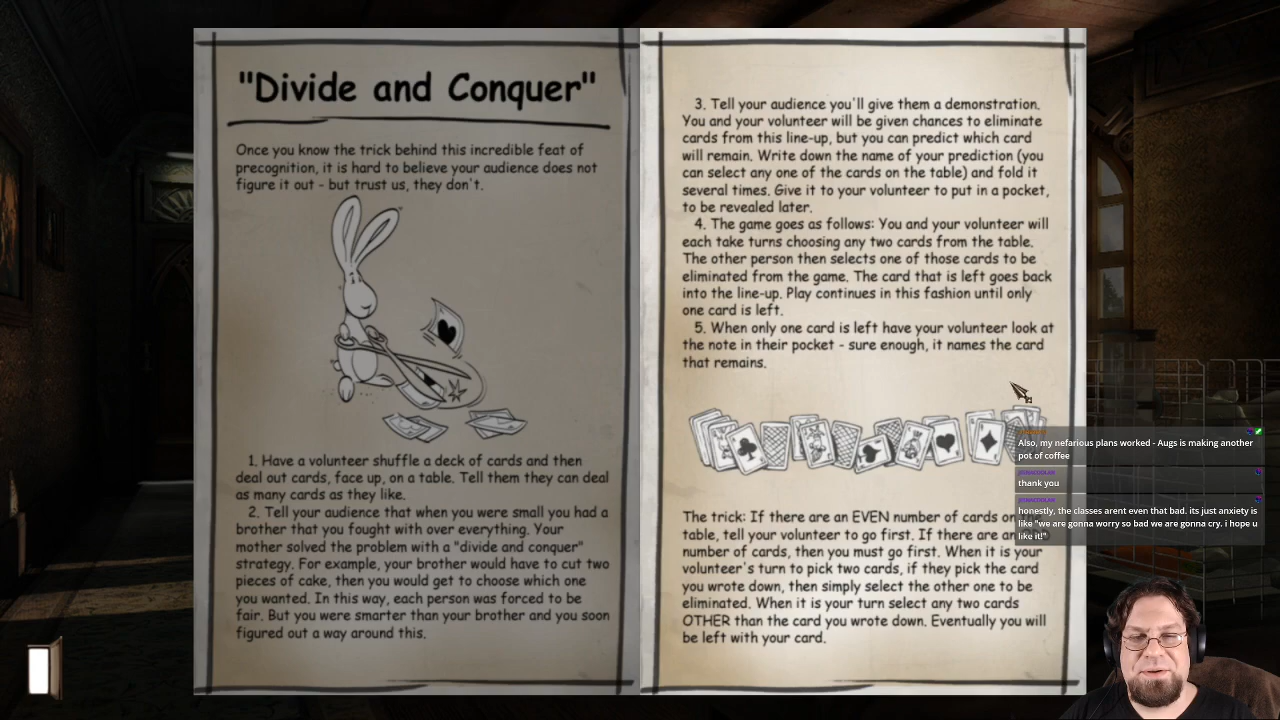 "Divide and Conquer"
Once you know the trick behind this incredible feat of
precognition, it is hard to believe your audience does not
figure it out - but trust us, they don't.
1. Have a volunteer shuffle a deck of cards and then
deal out cards, face up, on a table. Tell them they can deal
as many cards as they like.
2. Tell your audience that when you were small you had a
brother that you fought with over everything. Your
mother solved the problem with a "divide and conquer"
strategy. For example, your brother would have to cut two
pieces of cake, then you would get to choose which one
you wanted. In this way, each person was forced to be
fair. But you were smarter than your brother and you soon
figured out a way around this.
3. Tell your audience you'll give them a demonstration.
You and your volunteer will be given chances to eliminate
cards from this line-up, but you can predict which card
will remain. Write down the name of your prediction (you
can select any one of the cards on the table) and fold it
several times. Give it to your volunteer to put in a pocket,
to be revealed later.
4. The game goes as follows: You and your volunteer will
each take turns choosing any two cards from the table.
The other person then selects one of those cards to be
eliminated from the game. The card that is left goes back
into the line-up. Play continues in this fashion until only
one card is left.
5. When only one card is left have your volunteer look at
the note in their pocket - sure enough, it names the card
that remains.
The trick: If there are an EVEN number of cards on
table, tell your volunteer to go first. If there are an
number of cards, then you must go first. When it is your
volunteer's turn to pick two cards, if they pick the card
you wrote down, then simply select the other one to be
eliminated. When it is your turn select any two cards
OTHER than the card you wrote down. Eventually you will
be left with your card.
Also, my nefarious plans worked - Augs is making another
pot of coffee
thank you
honestly, the classes arent even that bad. its just anxiety is
like "we are gonna worry so bad we are gonna cry. i hope u
like it!"